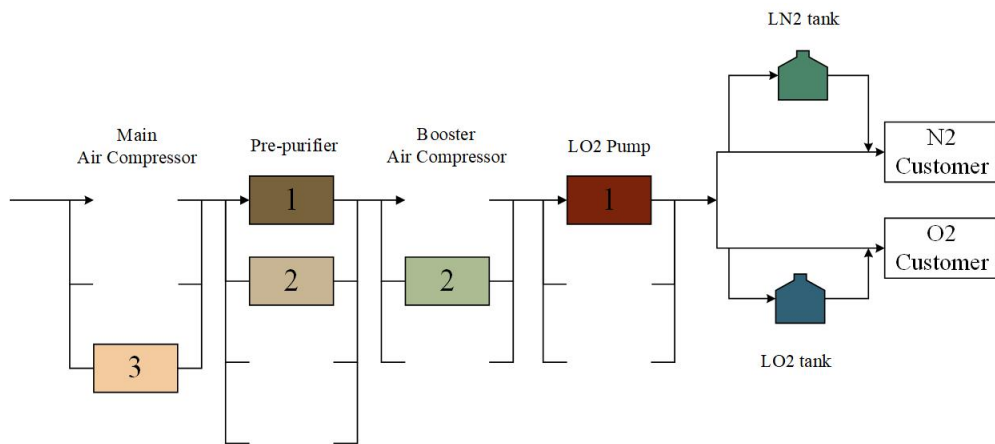 LN2 tank
Main
Air Compressor
Pre-purifier
Booster
Air Compressor
LO2 Pump
N2
Customer
1
1
2
2
O2
Customer
3
LO2 tank